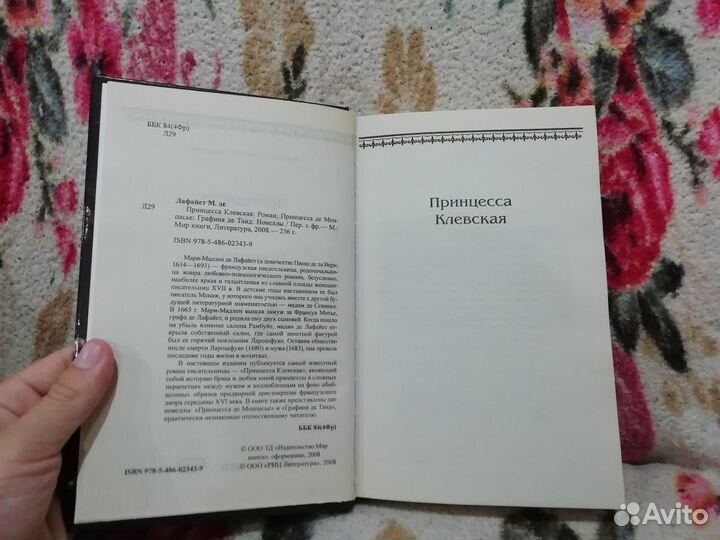 ББК 84(4Фр)
Л29
Лафайет М. де
Л29 Принцесса Клевская: Роман; Принцесса де Мон-
пасье; Графиня де Танд: Новеллы / Пер. с фр.— М.:
Мир книги, Литература, 2008.— 256 с.
ISBN 978-5-486-02343-9
Мари-Мадлен де Лафайет (в девичестве Пиош де ла Верн;
1634—1693) — французская писательница, родоначальни-
ца жанра любовно-психологического романа, безусловно,
наиболее яркая и талантливая из славной плеяды женщин-
писательниц XVII в. В детские годы наставником ее был
писатель Менаж, у которого она училась вместе с другой бу-
дущей литературной знаменитостью — мадам де Севинье.
В 1665 г. Мари-Мадлен вышла замуж за Франсуа Мотье,
графа де Лафайет, и родила ему двух сыновей. Когда пошло
на убыль влияние салона Рамбуйе, мадам де Лафайет от-
крыла собственный салон, где самой заметной фигурой
был ее горячий поклонник Ларошфуко. Оставив общество
после смерти Ларошфуко (1680) и мужа (1683), она провела
последние годы жизни в молитвах.
В настоящем издании публикуется самый известный
роман писательницы — «Принцесса Клевская», являющий
собой историю брака и любви юной принцессы в сложных
перипетиях между мужем и возлюбленным на фоне обоб-
щенных образов придворной аристократии французского
двора середины XVI века. В книге также представлены две
новеллы: «Принцесса де Монпасье» и «Графиня де Танд»,
практически незнакомые отечественному читателю.
ББК 84(4Фр)
© ООО ТД «Издательство Мир
книги», оформление, 2008
ISBN 978-5-486-02343-9 © ООО «РИЦ Литература», 2008
Принцесса
Клевская
Avito